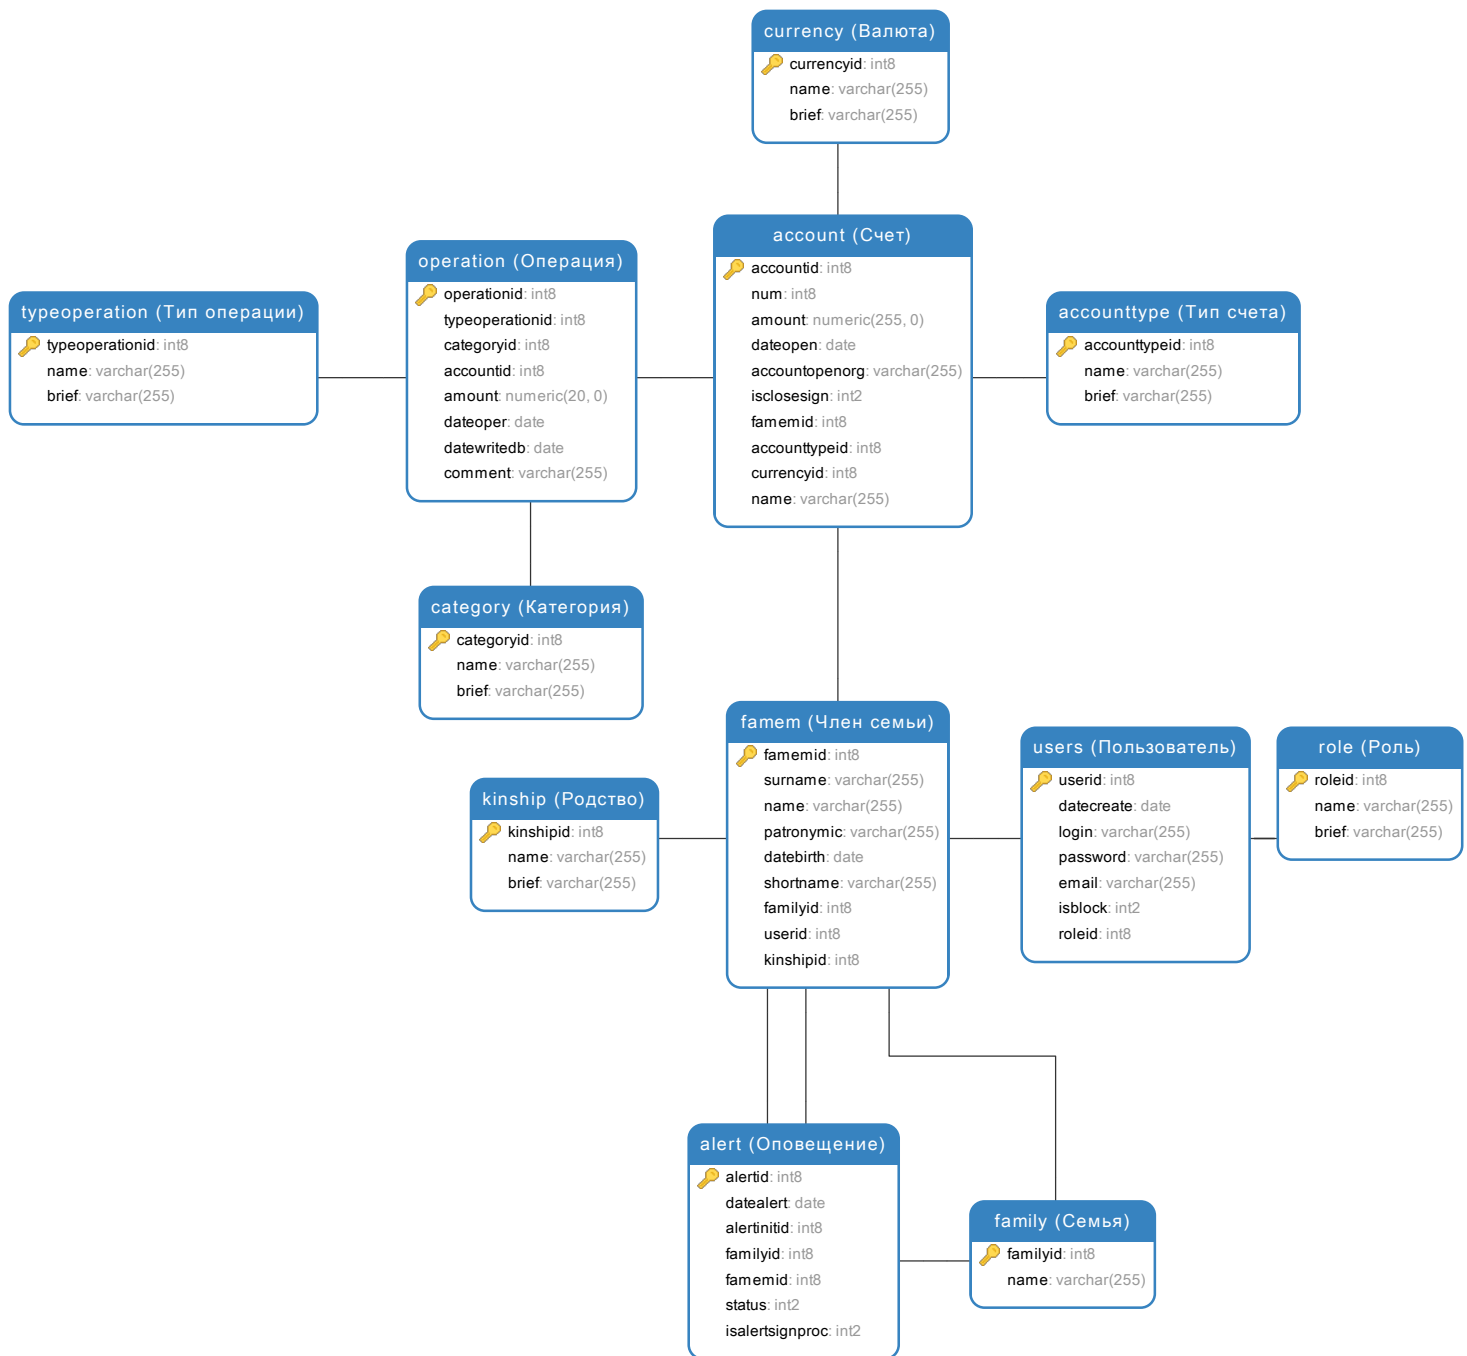 currency (Валюта)
currencyid: int8
name: varchar(255)
brief: varchar(255)
account (Счет)
accountid: int8
num: int8
amount: numeric(255, 0)
dateopen: date
accountopenorg: varchar(255)
isclosesign: int2
famemid: int8
accounttypeid: int8
currencyid: int8
name: varchar(255)
operation (Операция)
operationid: int8
typeoperationid: int8
categoryid: int8
accountid: int8
amount: numeric(20, 0)
dateoper: date
datewritedb: date
comment: varchar(255)
typeoperation (Тип операции)
typeoperationid: int8
name: varchar(255)
brief: varchar(255)
accounttype (Тип счета)
accounttypeid: int8
name: varchar(255)
brief: varchar(255)
category (Категория)
categoryid: int8
name: varchar(255)
brief: varchar(255)
famem (Член семьи)
famemid: int8
surname: varchar(255)
name: varchar(255)
patronymic: varchar(255)
datebirth: date
shortname: varchar(255)
familyid: int8
userid: int8
kinshipid: int8
users (Пользователь)
userid: int8
datecreate: date
login: varchar(255)
password: varchar(255)
email: varchar(255)
isblock: int2
roleid: int8
role (Роль)
roleid: int8
name: varchar(255)
brief: varchar(255)
kinship (Родство)
kinshipid: int8
name: varchar(255)
brief: varchar(255)
alert (Оповещение)
alertid: int8
datealert: date
alertinitid: int8
familyid: int8
famemid: int8
status: int2
isalertsignproc: int2
family (Семья)
familyid: int8
name: varchar(255)